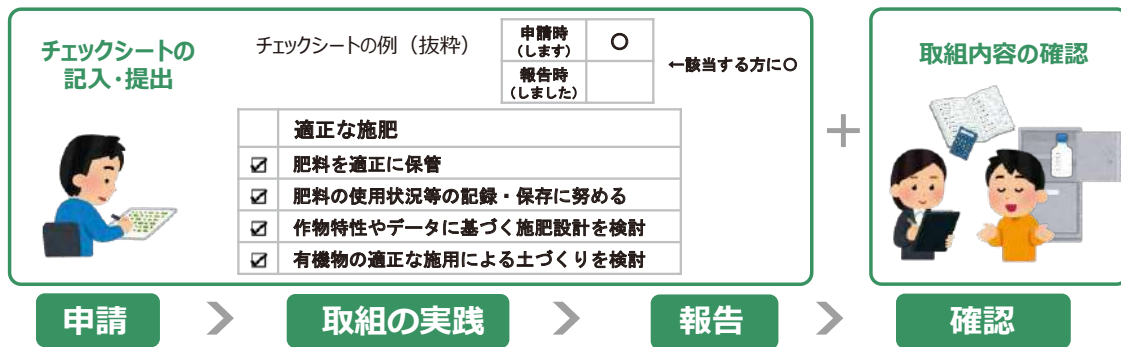 チェックシートの
記入・提出
チェックシートの例（抜粋）
申請時
(します)
○
報告時
(しました)
←該当する方に○
適正な施肥
☑ 肥料を適正に保管
☑ 肥料の使用状況等の記録・保存に努める
☑ 作物特性やデータに基づく施肥設計を検討
☑ 有機物の適正な施用による土づくりを検討
＋
取組内容の確認
申請 > 取組の実践 > 報告 > 確認